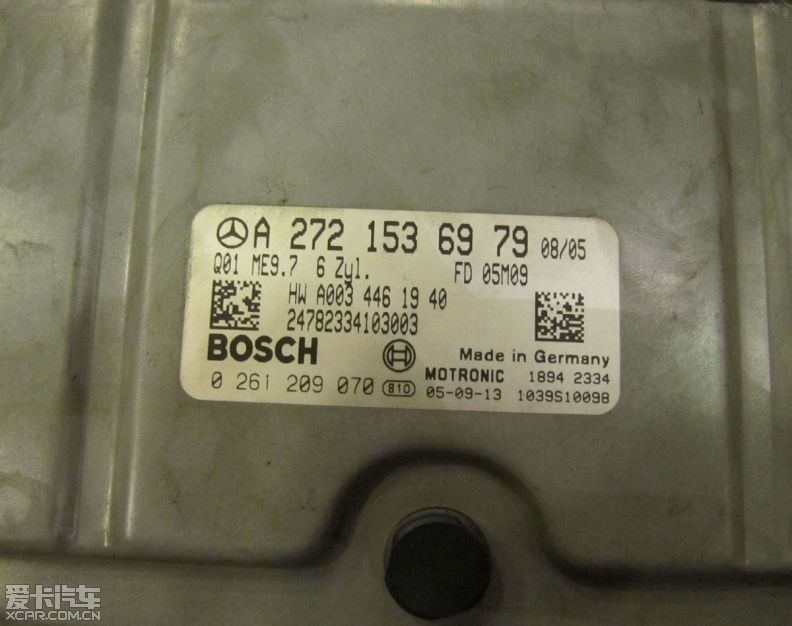 A 272 153 69 79 08/05
Q01 ME9.7 6 Zyl. FD 05M09
HW A003 446 19 40
24782334103003
BOSCH Made in Germany
MOTRONIC 1894 2334
0 261 209 070 81D 05-09-13 1039S10098
爱卡汽车
XCAR.COM.CN